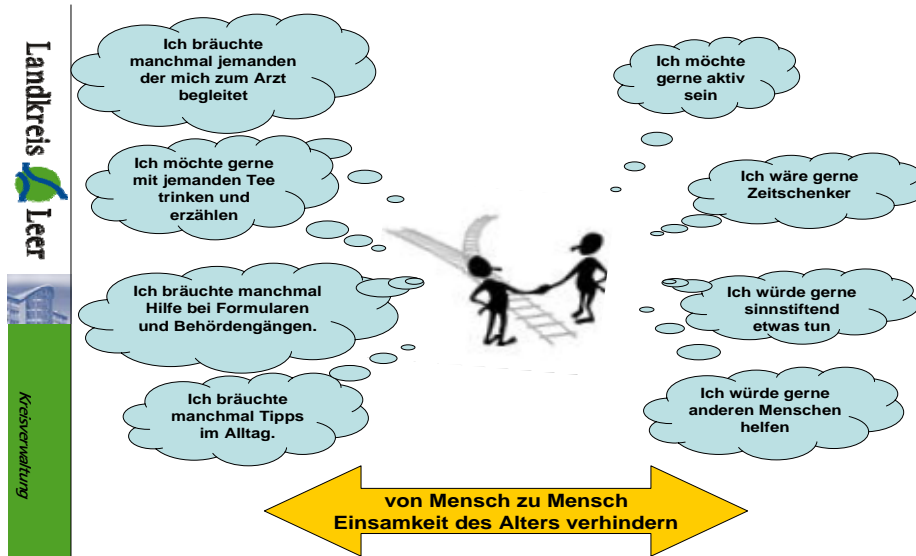 Landkreis Leer
Kreisverwaltung
Ich bräuchte
manchmal jemanden
der mich zum Arzt
begleitet
Ich möchte gerne
mit jemanden Tee
trinken und
erzählen
Ich bräuchte manchmal
Hilfe bei Formularen
und Behördengängen.
Ich bräuchte
manchmal Tipps
im Alltag.
Ich möchte
gerne aktiv
sein
Ich wäre gerne
Zeitschenker
Ich würde gerne
sinnstiftend
etwas tun
Ich würde gerne
anderen Menschen
helfen
von Mensch zu Mensch
Einsamkeit des Alters verhindern